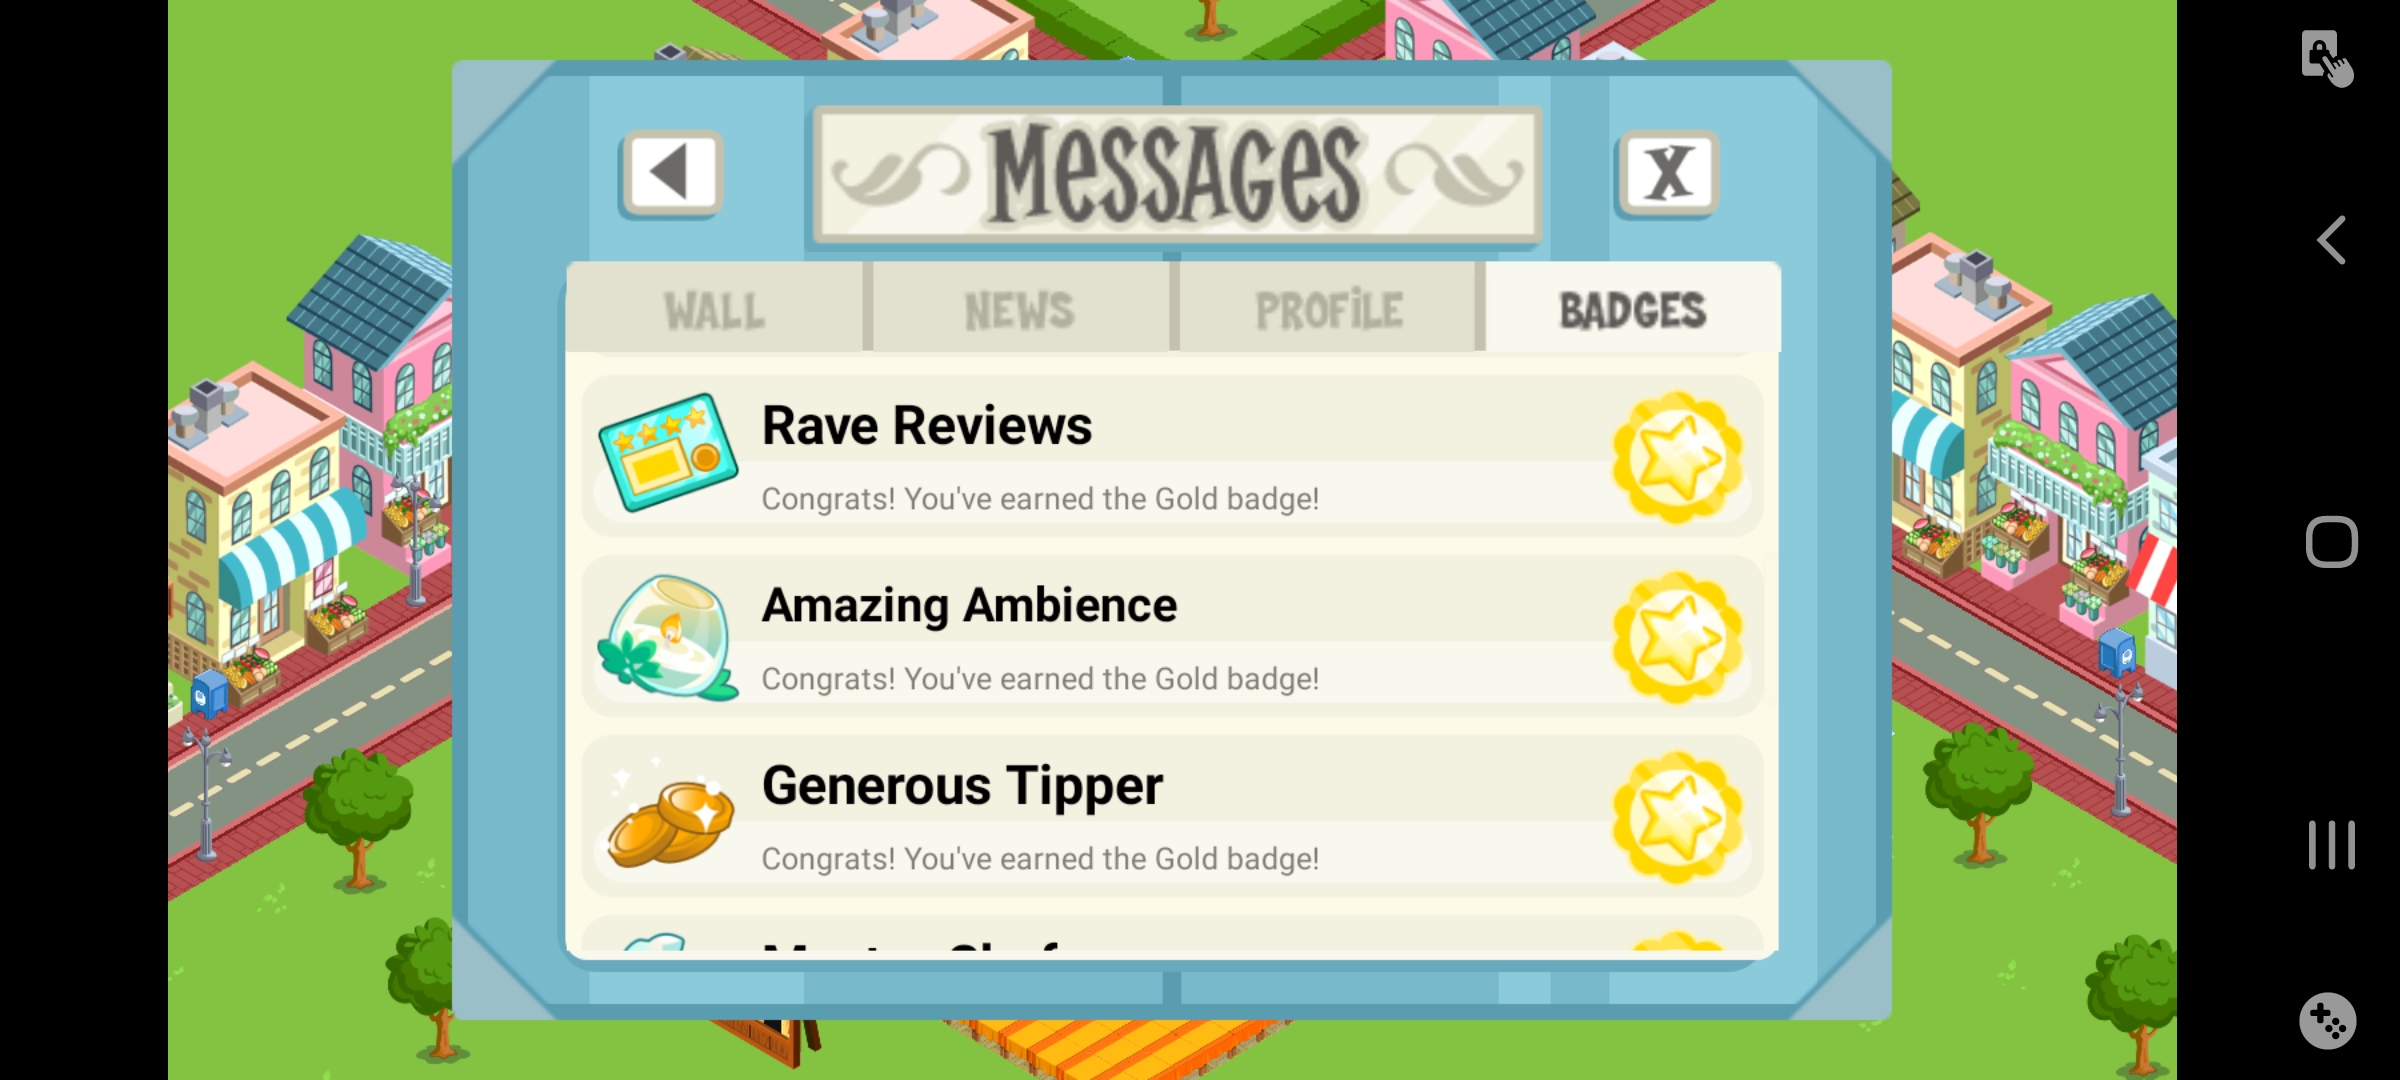 MESSAGES
X
WALL
NEWS
PROFILE
BADGES
Rave Reviews
Congrats! You've earned the Gold badge!
Amazing Ambience
Congrats! You've earned the Gold badge!
Generous Tipper
Congrats! You've earned the Gold badge!